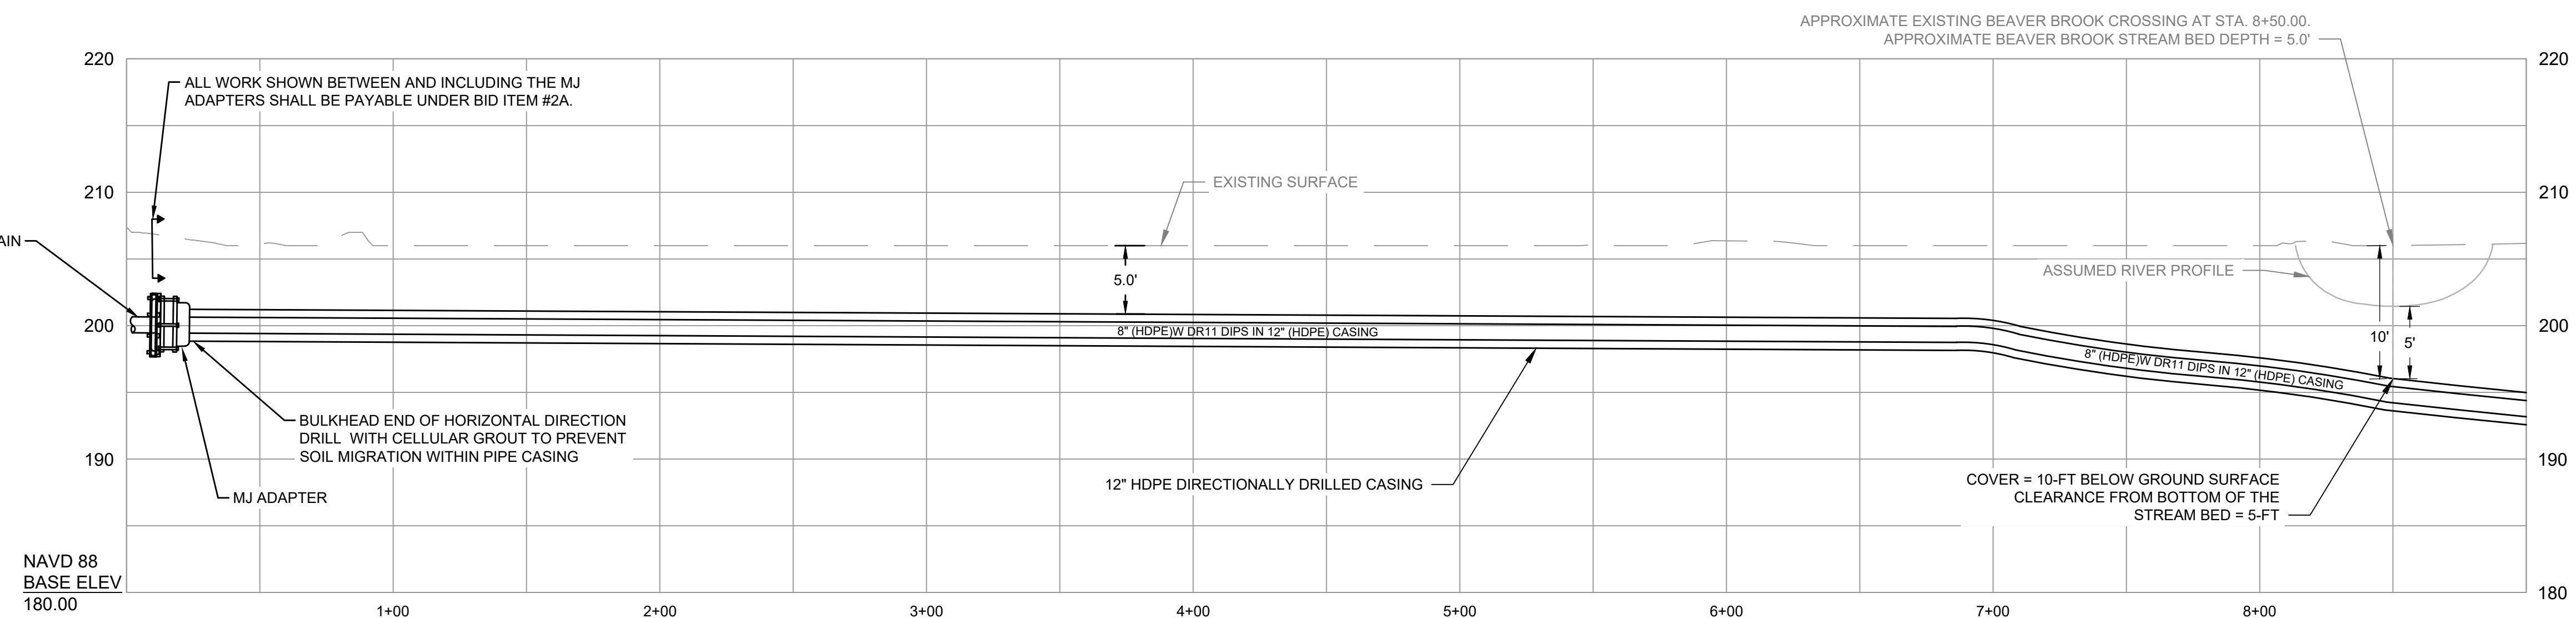 APPROXIMATE EXISTING BEAVER BROOK CROSSING AT STA. 8+50.00.
APPROXIMATE BEAVER BROOK STREAM BED DEPTH = 5.0'
220
220
ALL WORK SHOWN BETWEEN AND INCLUDING THE MJ
ADAPTERS SHALL BE PAYABLE UNDER BID ITEM #2A.
210
EXISTING SURFACE
210
AIN
ASSUMED RIVER PROFILE
5.0'
200
8" (HDPE)W DR11 DIPS IN 12" (HDPE) CASING
10'
5'
200
8" (HDPE)W DR11 DIPS IN 12" (HDPE) CASING
BULKHEAD END OF HORIZONTAL DIRECTION
DRILL WITH CELLULAR GROUT TO PREVENT
SOIL MIGRATION WITHIN PIPE CASING
190
190
MJ ADAPTER
12" HDPE DIRECTIONALLY DRILLED CASING
COVER = 10-FT BELOW GROUND SURFACE
CLEARANCE FROM BOTTOM OF THE
STREAM BED = 5-FT
NAVD 88
BASE ELEV
180.00
180
1+00
2+00
3+00
4+00
5+00
6+00
7+00
8+00